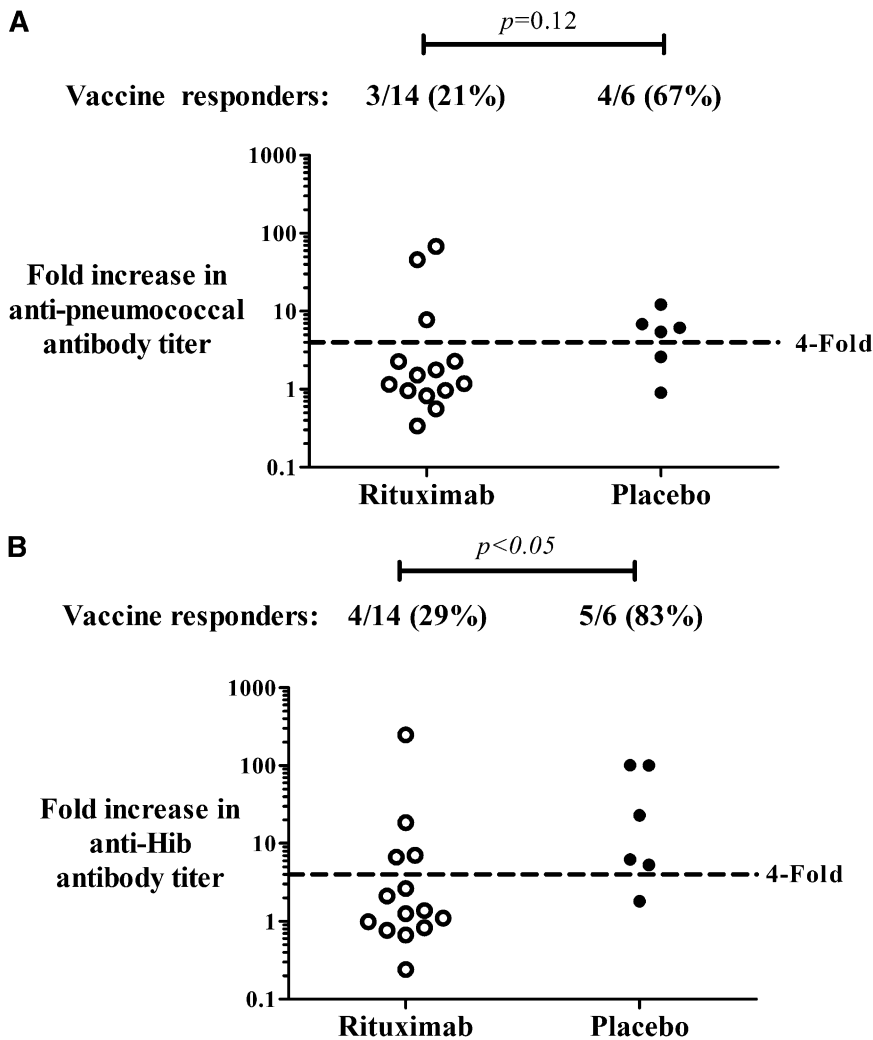 A
p=0.12
Vaccine responders: 3/14 (21%) 4/6 (67%)
1000
100
Fold increase in
anti-pneumococcal
antibody titer
10
4-Fold
1
0.1
Rituximab Placebo
B
p<0.05
Vaccine responders: 4/14 (29%) 5/6 (83%)
1000
100
Fold increase in
anti-Hib
antibody titer
10
4-Fold
1
0.1
Rituximab Placebo